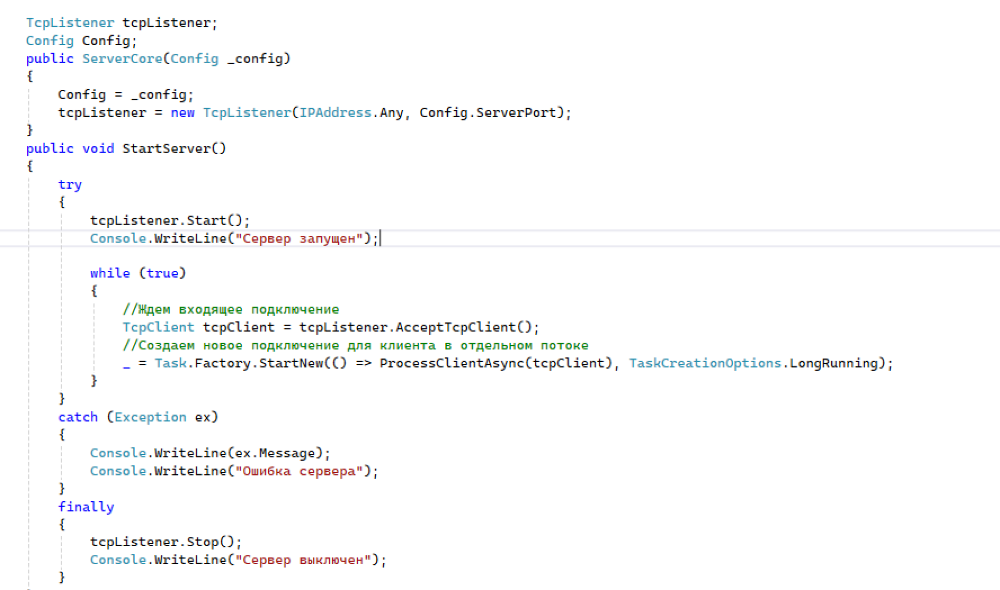 TcpListener tcpListener;
Config Config;
public ServerCore(Config _config)
{
    Config = _config;
    tcpListener = new TcpListener(IPAddress.Any, Config.ServerPort);
}
public void StartServer()
{
    try
    {
        tcpListener.Start();
        Console.WriteLine("Сервер запущен");

        while (true)
        {
            //Ждем входящее подключение
            TcpClient tcpClient = tcpListener.AcceptTcpClient();
            //Создаем новое подключение для клиента в отдельном потоке
            _ = Task.Factory.StartNew(() => ProcessClientAsync(tcpClient), TaskCreationOptions.LongRunning);
        }
    }
    catch (Exception ex)
    {
        Console.WriteLine(ex.Message);
        Console.WriteLine("Ошибка сервера");
    }
    finally
    {
        tcpListener.Stop();
        Console.WriteLine("Сервер выключен");
    }